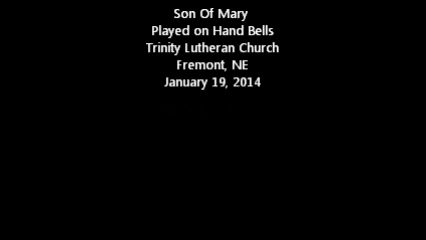 Son Of Mary
Played on Hand Bells
Trinity Lutheran Church
Fremont, NE
January 19, 2014